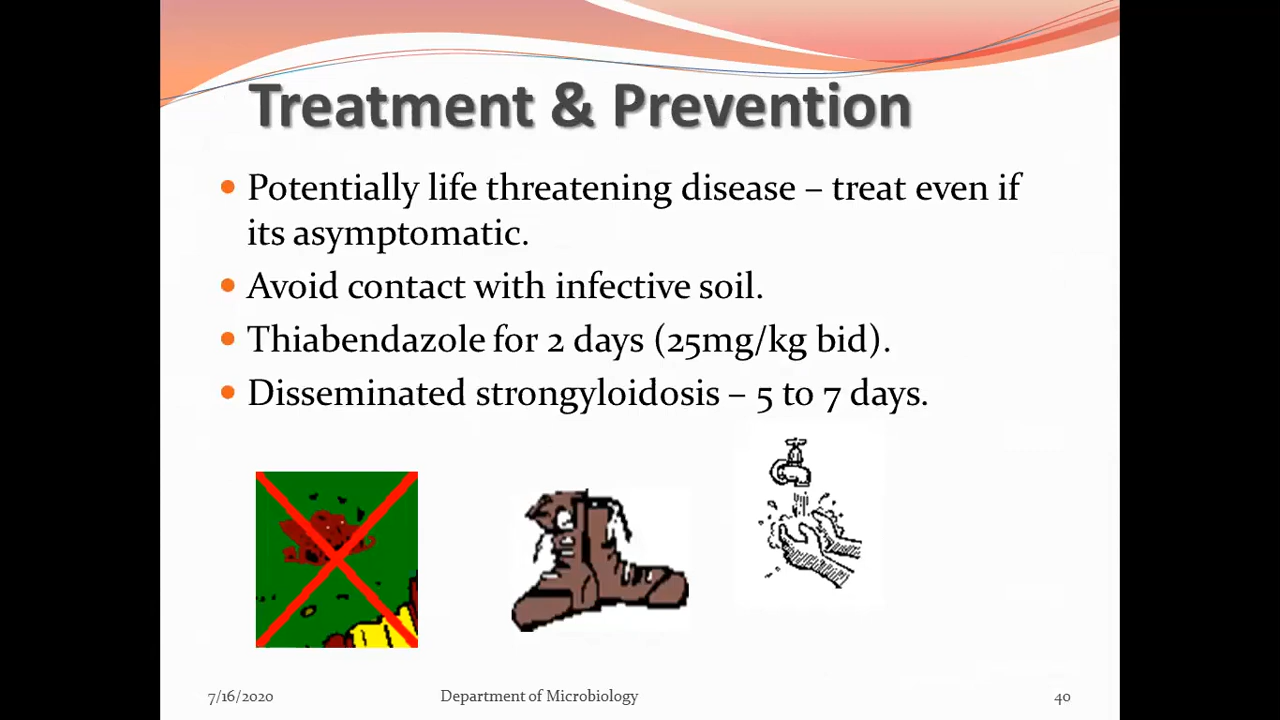 Treatment & Prevention
• Potentially life threatening disease – treat even if
its asymptomatic.
• Avoid contact with infective soil.
• Thiabendazole for 2 days (25mg/kg bid).
• Disseminated strongyloidosis – 5 to 7 days.
7/16/2020
Department of Microbiology
40